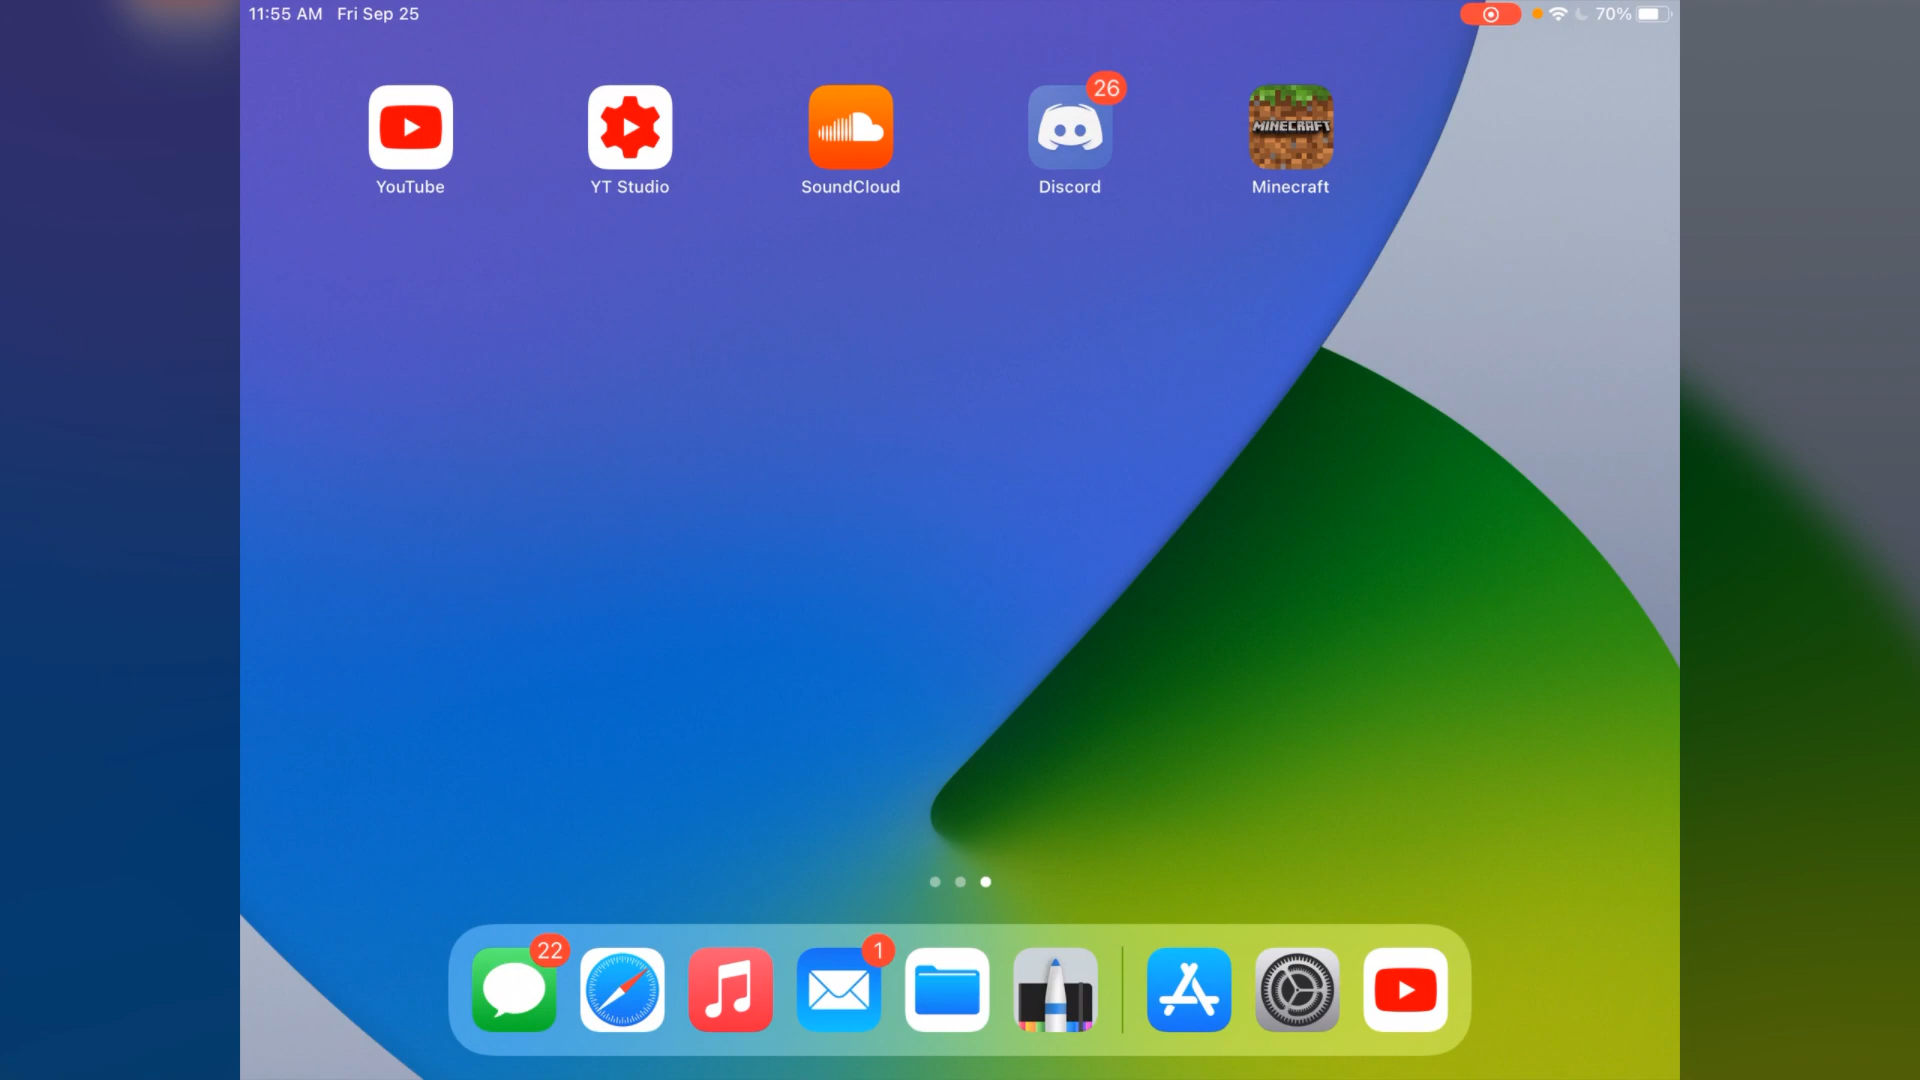 11:55 AM Fri Sep 25
70%
26
MINECRAFT
YouTube
YT Studio
SoundCloud
Discord
Minecraft
22
1